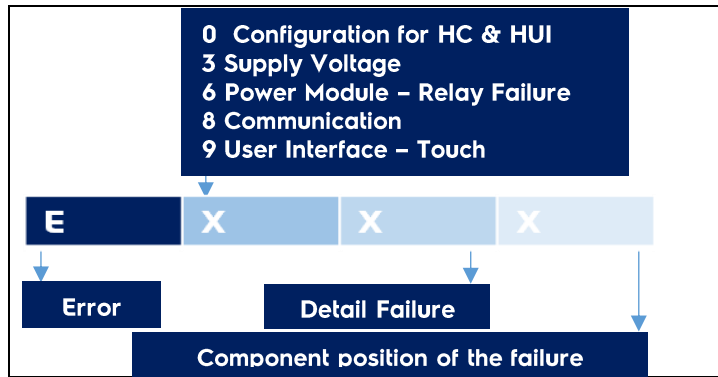 0 Configuration for HC & HUI
3 Supply Voltage
6 Power Module – Relay Failure
8 Communication
9 User Interface – Touch
E X X X
Error
Detail Failure
Component position of the failure